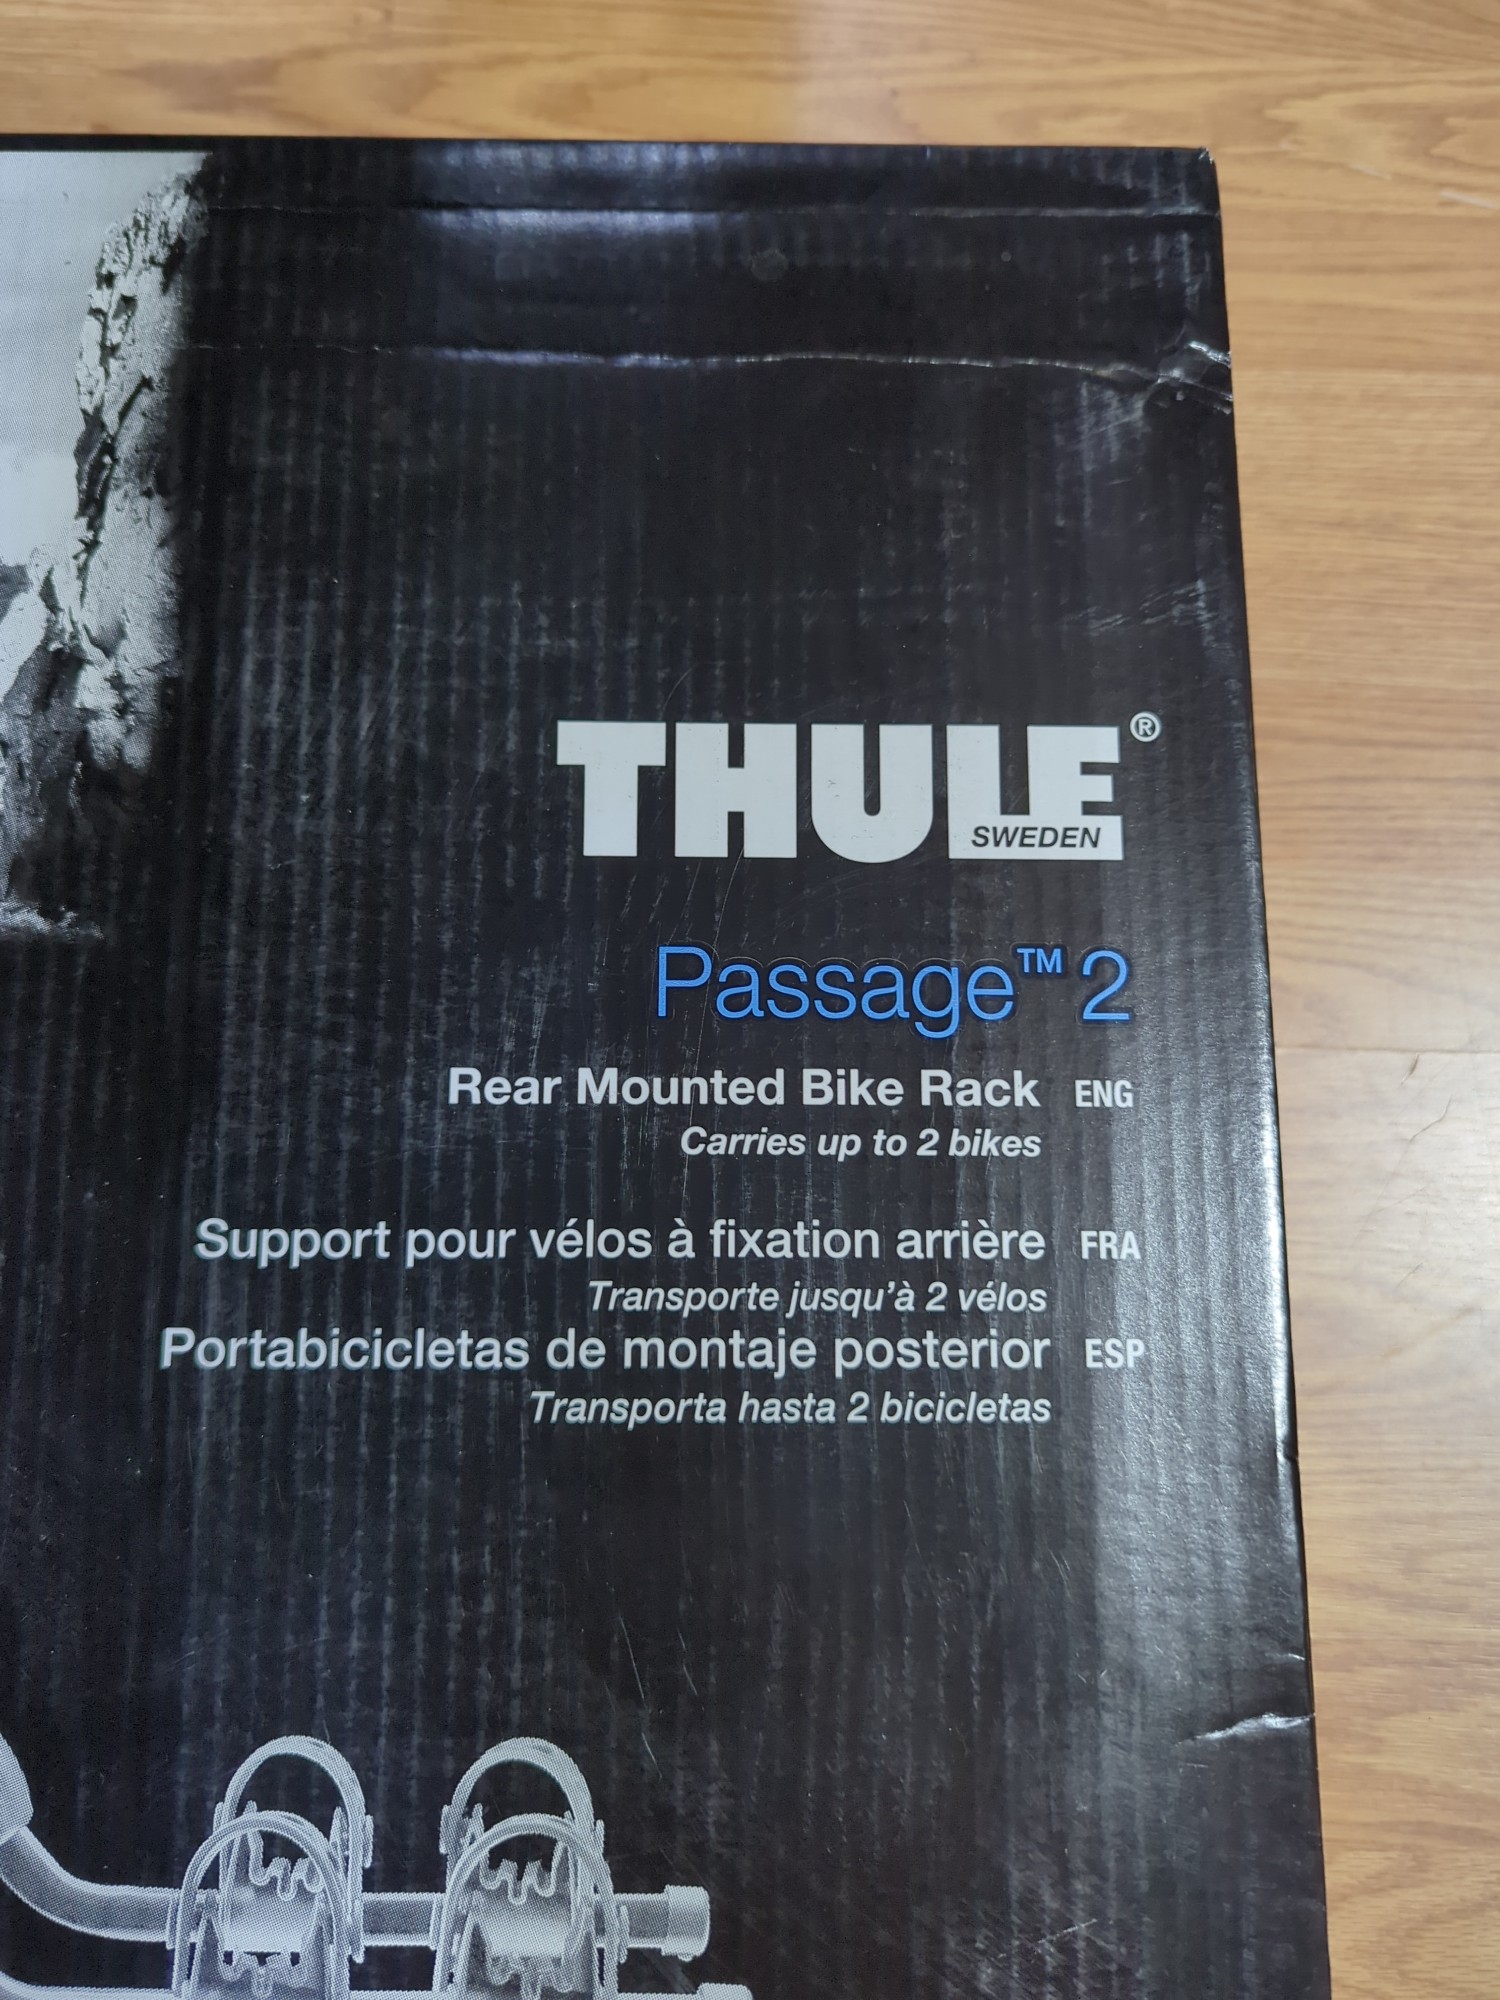 THULE®
SWEDEN
Passage™ 2
Rear Mounted Bike Rack ENG
Carries up to 2 bikes
Support pour vélos à fixation arrière FRA
Transporte jusqu'à 2 vélos
Portabicicletas de montaje posterior ESP
Transporta hasta 2 bicicletas